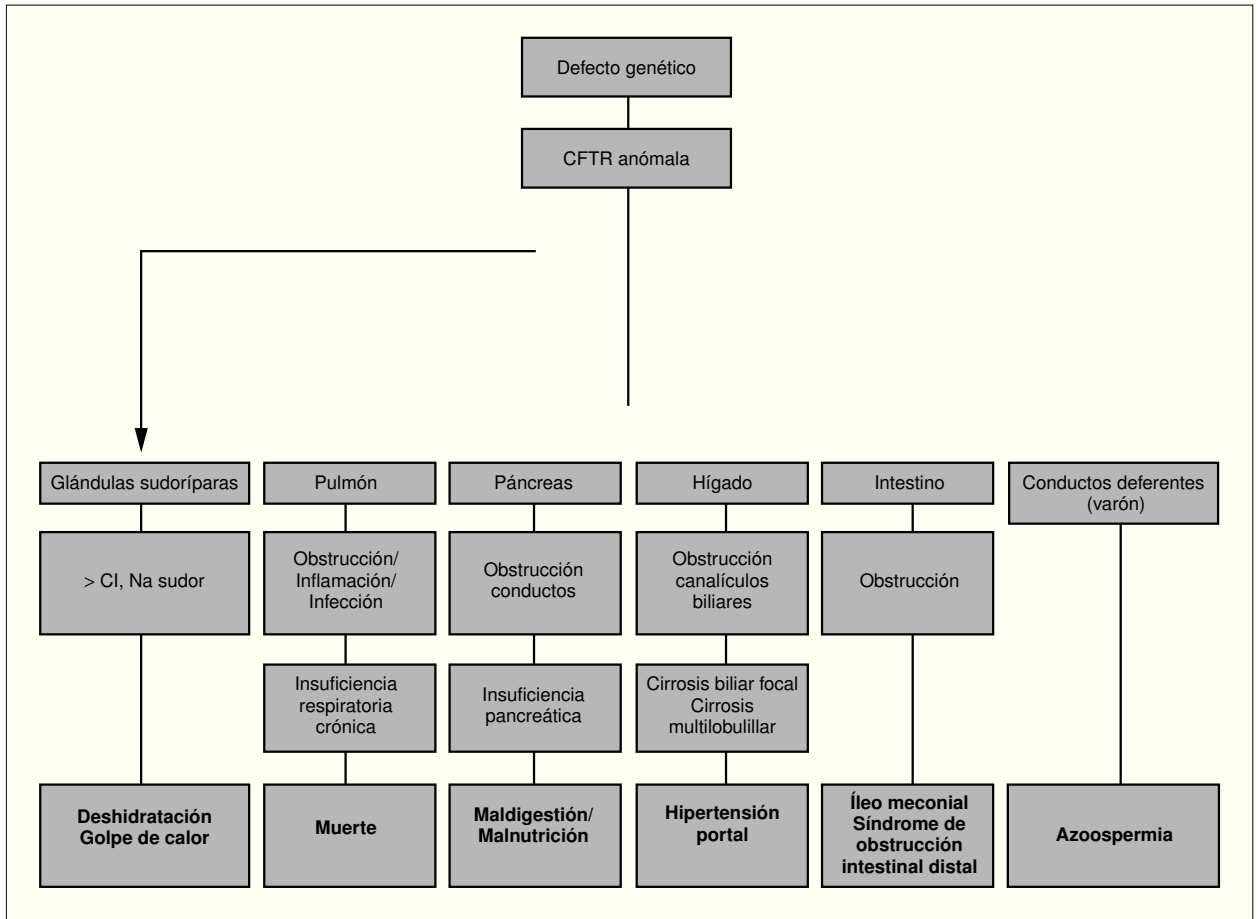 Defecto genético
CFTR anómala
Glándulas sudoríparas
Pulmón
Páncreas
Hígado
Intestino
Conductos deferentes
(varón)
> CI, Na sudor
Obstrucción/
Inflamación/
Infección
Obstrucción
conductos
Obstrucción
canalículos
biliares
Obstrucción
Insuficiencia
respiratoria
crónica
Insuficiencia
pancreática
Cirrosis biliar focal
Cirrosis
multilobulillar
Deshidratación
Golpe de calor
Muerte
Maldigestión/
Malnutrición
Hipertensión
portal
Íleo meconial
Síndrome de
obstrucción
intestinal distal
Azoospermia